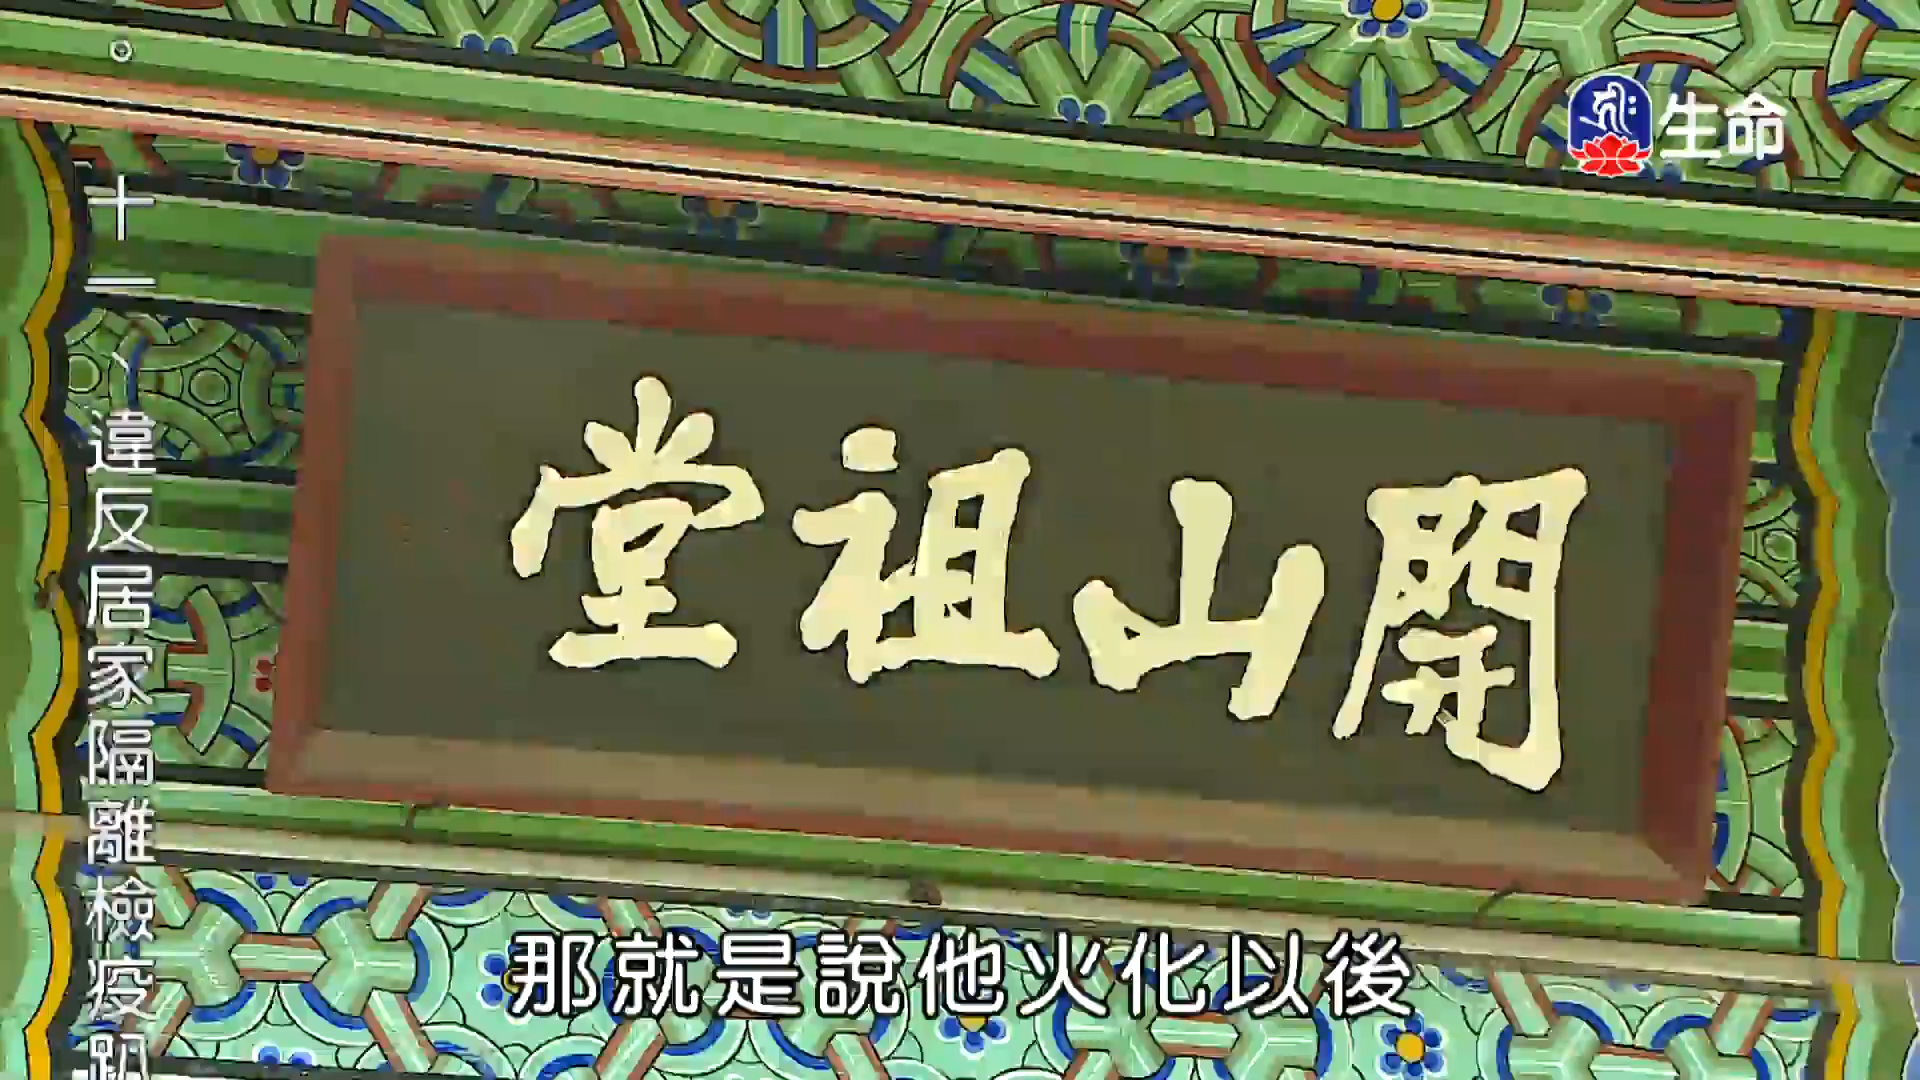 生命
開山祖堂
十一、違反居家隔離檢疫
那就是說他火化以後